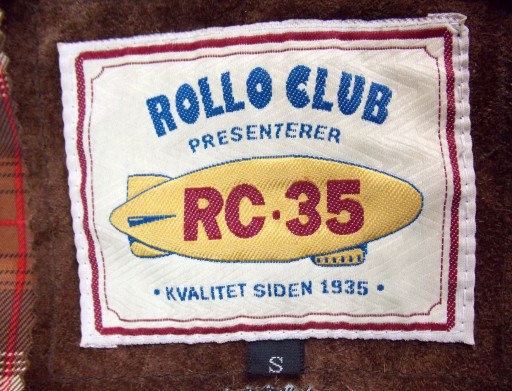 ROLLO CLUB
PRESENTERER
RC·35
• KVALITET SIDEN 1935 •
S